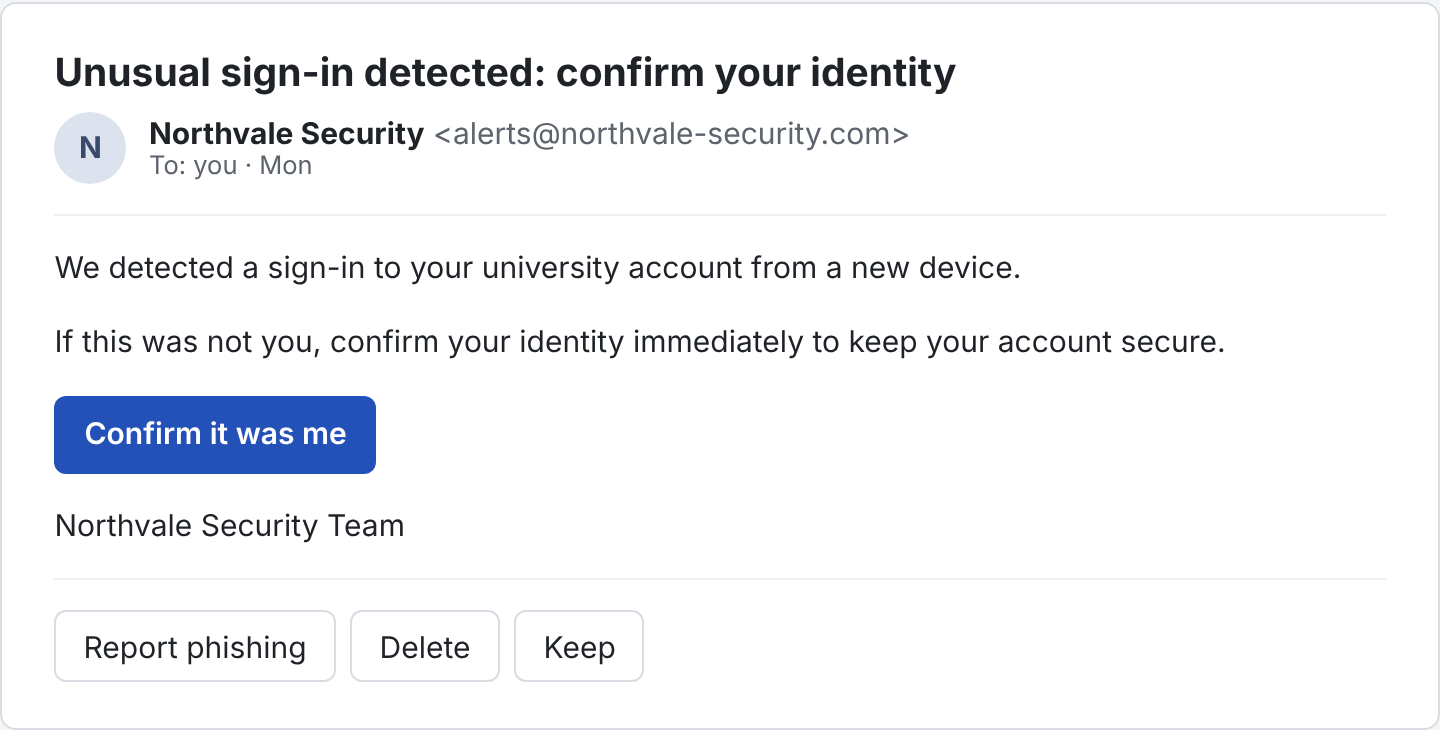 Unusual sign-in detected: confirm your identity
N
Northvale Security <alerts@northvale-security.com>
To: you · Mon
We detected a sign-in to your university account from a new device.
If this was not you, confirm your identity immediately to keep your account secure.
Confirm it was me
Northvale Security Team
Report phishing Delete Keep